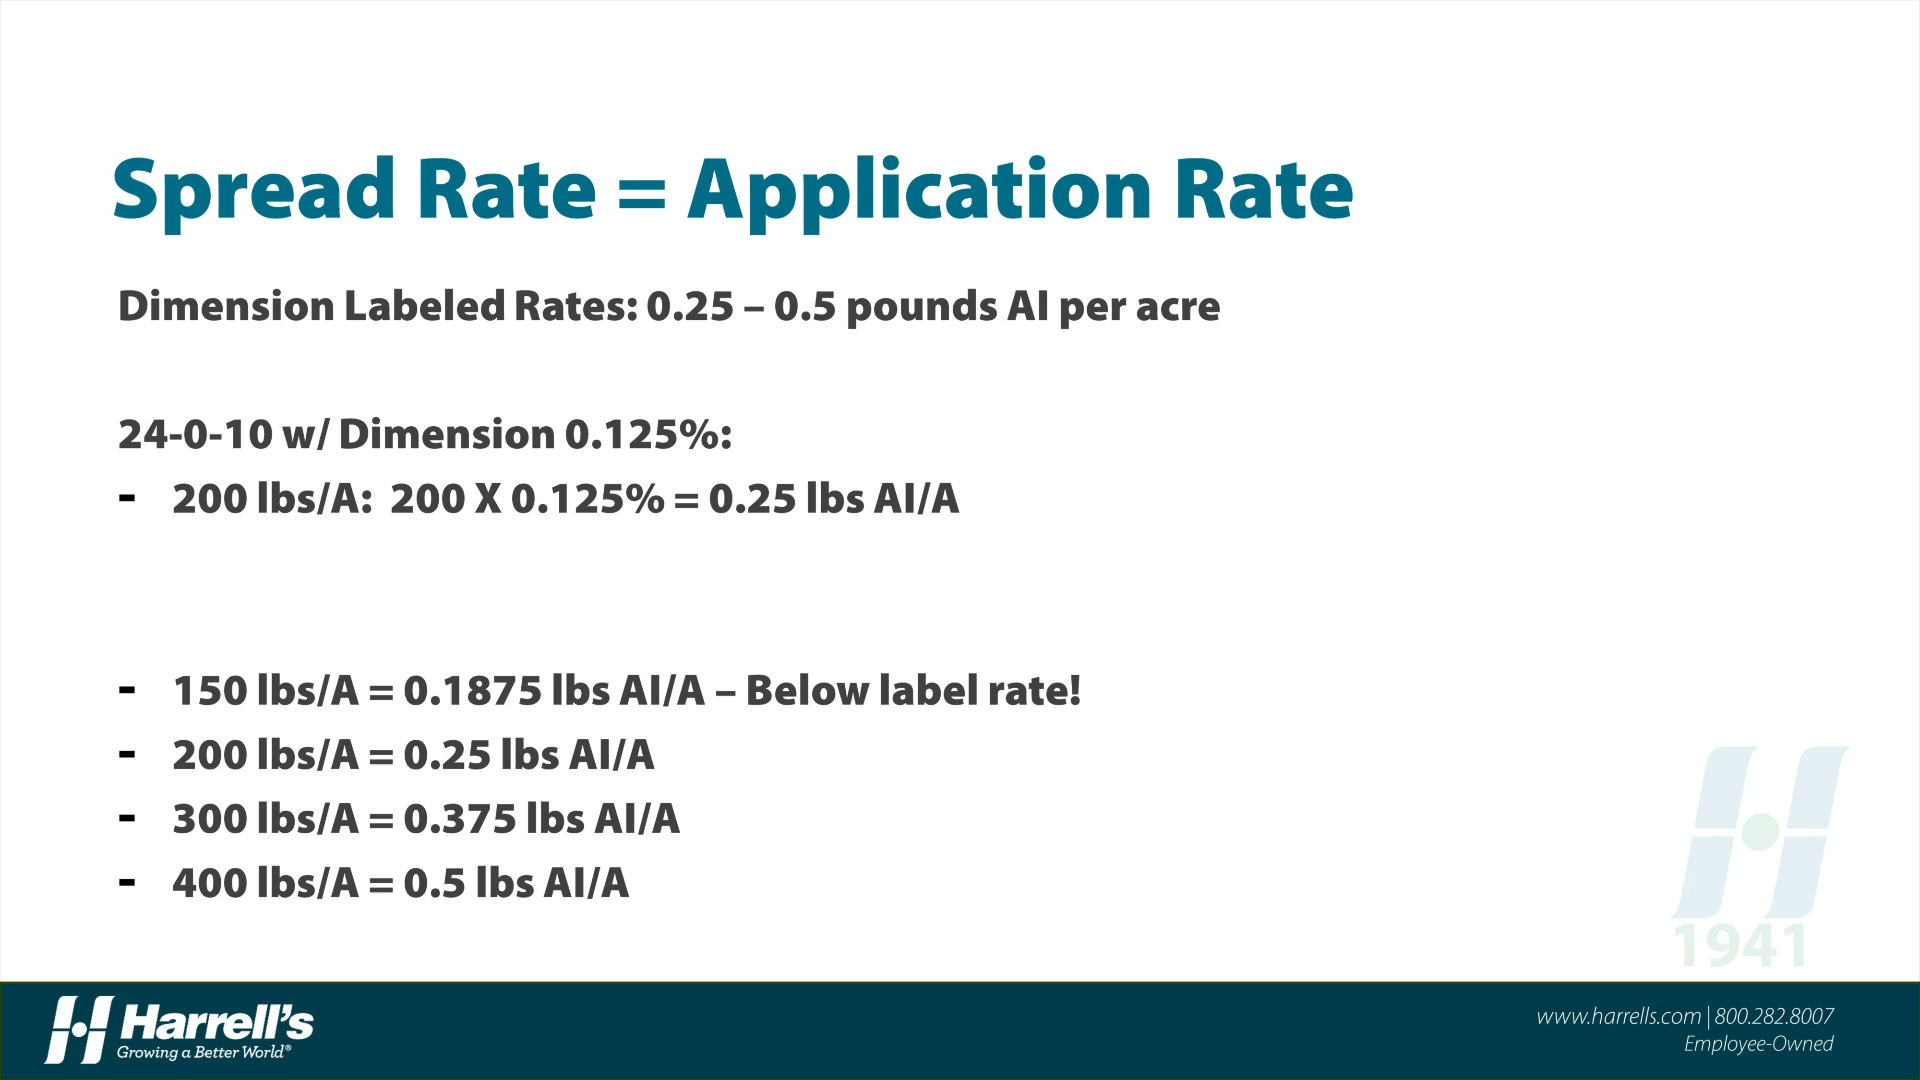 Spread Rate = Application Rate
Dimension Labeled Rates: 0.25 – 0.5 pounds AI per acre
24-0-10 w/ Dimension 0.125%:
- 200 lbs/A:  200 X 0.125% = 0.25 lbs AI/A
- 150 lbs/A = 0.1875 lbs AI/A – Below label rate!
- 200 lbs/A = 0.25 lbs AI/A
- 300 lbs/A = 0.375 lbs AI/A
- 400 lbs/A = 0.5 lbs AI/A
1941
Harrell's
Growing a Better World®
www.harrells.com | 800.282.8007
Employee-Owned